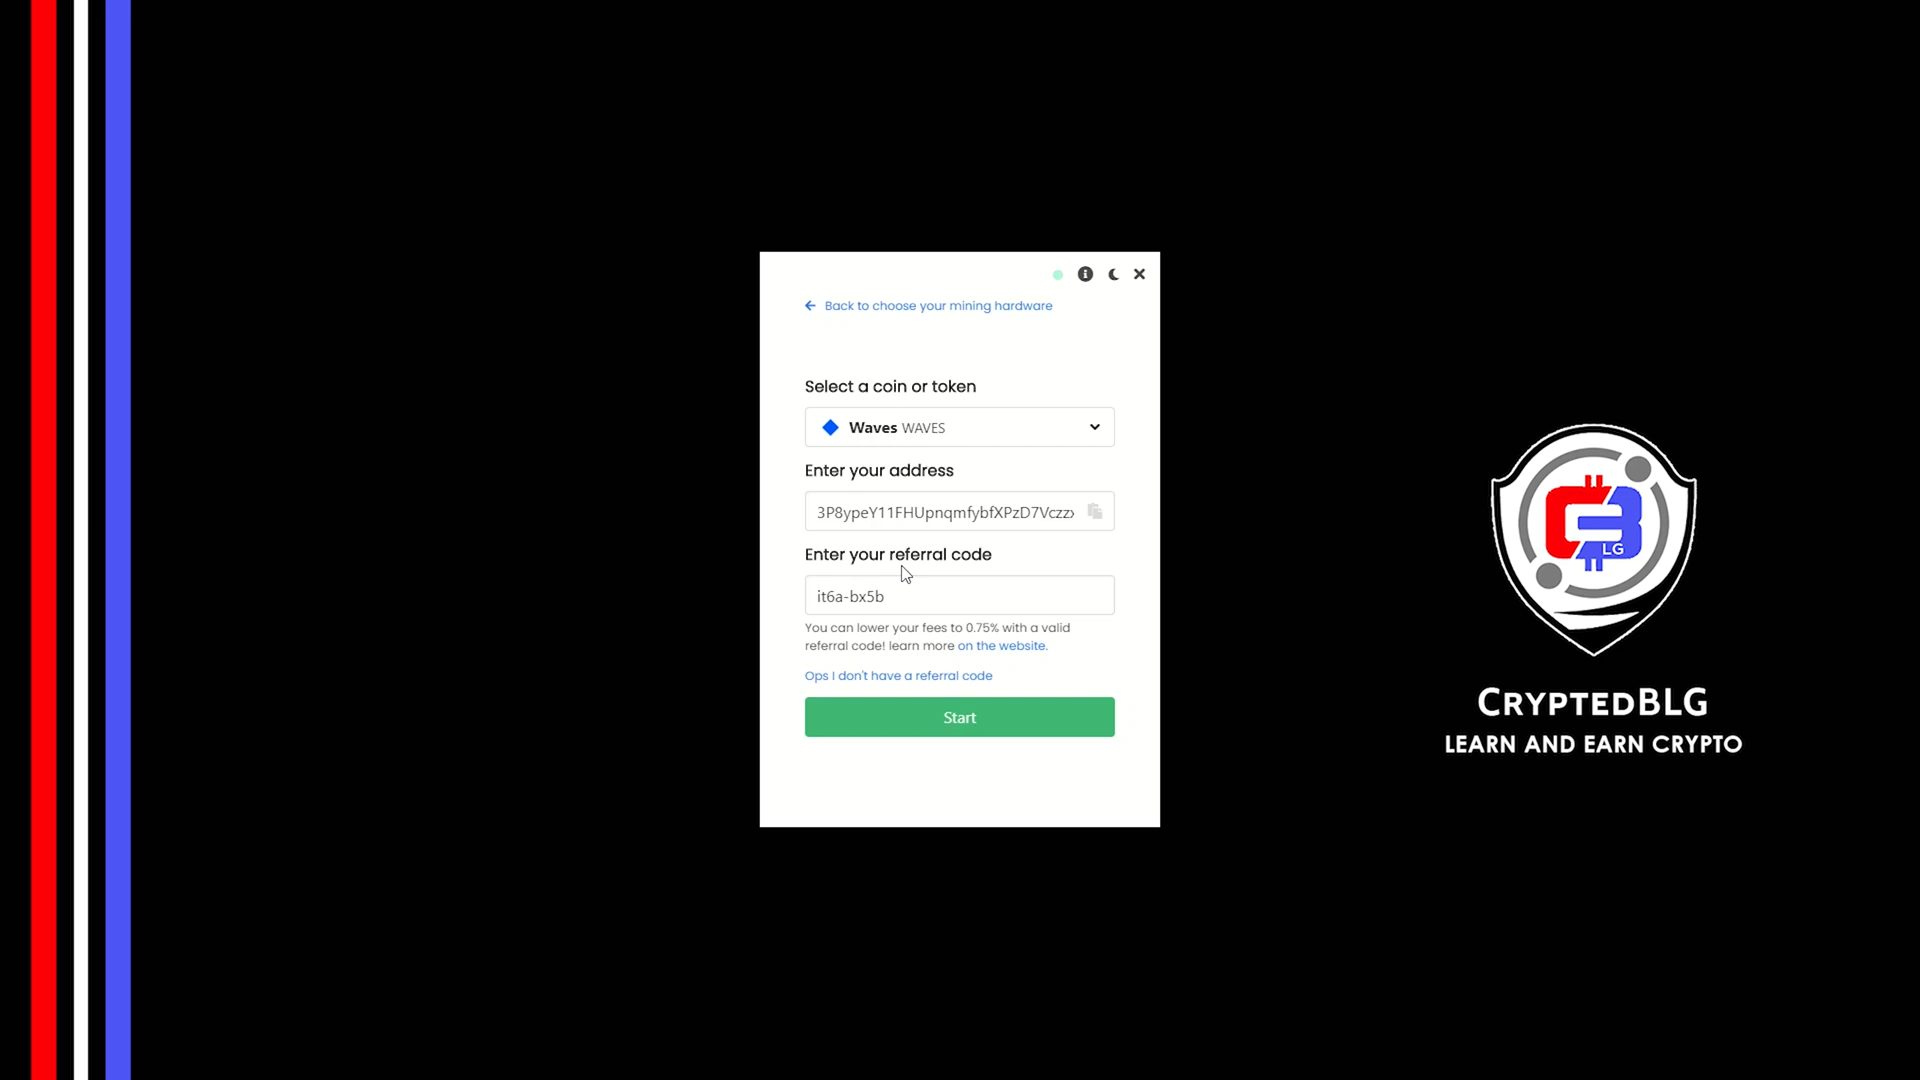 Back to choose your mining hardware
Select a coin or token
Waves WAVES
Enter your address
3P8ypeY11FHUpnqmfybfXPzD7Vczz
Enter your referral code
it6a-bx5b
You can lower your fees to 0.75% with a valid
referral code! learn more on the website.
Ops I don't have a referral code
Start
LG
CRYPTEDBLG
LEARN AND EARN CRYPTO